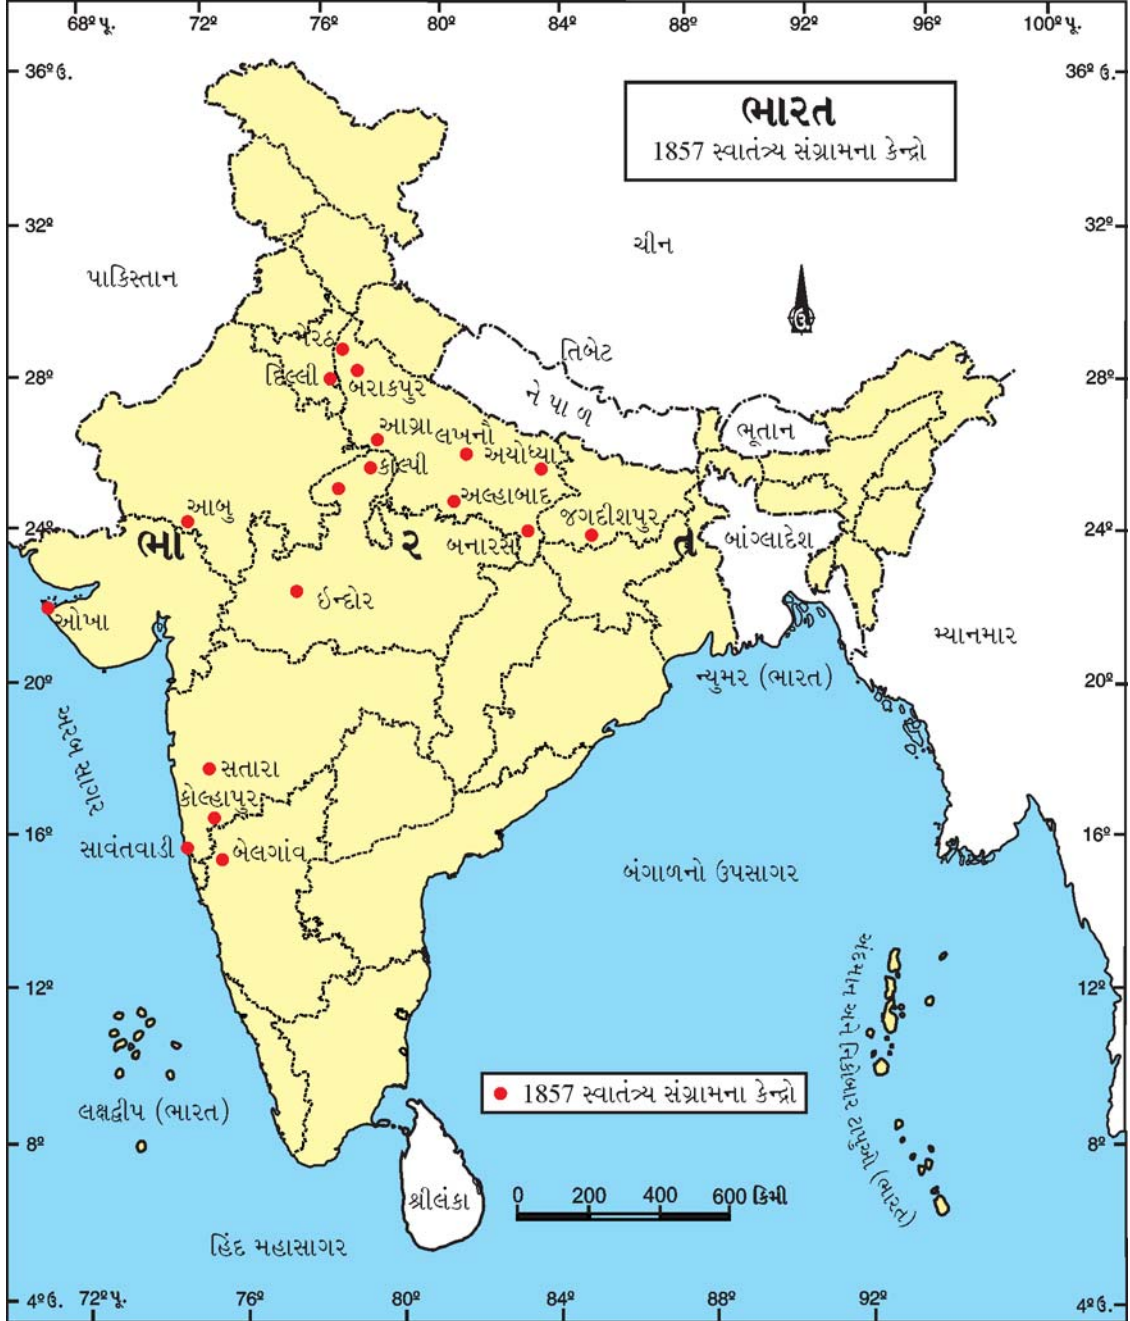 68º પૂ. 72º 76º 80º 84º 88º 92º 96º 100º પૂ.
36º ઉ. 36º ઉ.
ભારત
1857 સ્વાતંત્ર્ય સંગ્રામના કેન્દ્રો
32º 32º
ચીન
પાકિસ્તાન
ઉ
મેરઠ
તિબેટ
દિલ્લી
28º 28º
બરાકપુર
નેપાળ
આગ્રા
લખનૌ
ભૂતાન
અયોધ્યા
કાલ્પી
અલ્હાબાદ
આબુ
જગદીશપુર
24º 24º
ભા ર ત
બનારસ
બાંગ્લાદેશ
ઇન્દોર
ઓખા
મ્યાનમાર
ન્યુમર (ભારત)
20º 20º
અરબ સાગર
સતારા
કોલ્હાપુર
16º 16º
સાવંતવાડી
બેલગાંવ
બંગાળનો ઉપસાગર
અંદમાન અને નિકોબાર ટાપુઓ (ભારત)
12º 12º
1857 સ્વાતંત્ર્ય સંગ્રામના કેન્દ્રો
લક્ષદ્વીપ (ભારત)
8º 8º
શ્રીલંકા
0 200 400 600 કિમી
હિંદ મહાસાગર
4º ઉ. 72º પૂ. 76º 80º 84º 88º 92º 4º ઉ.